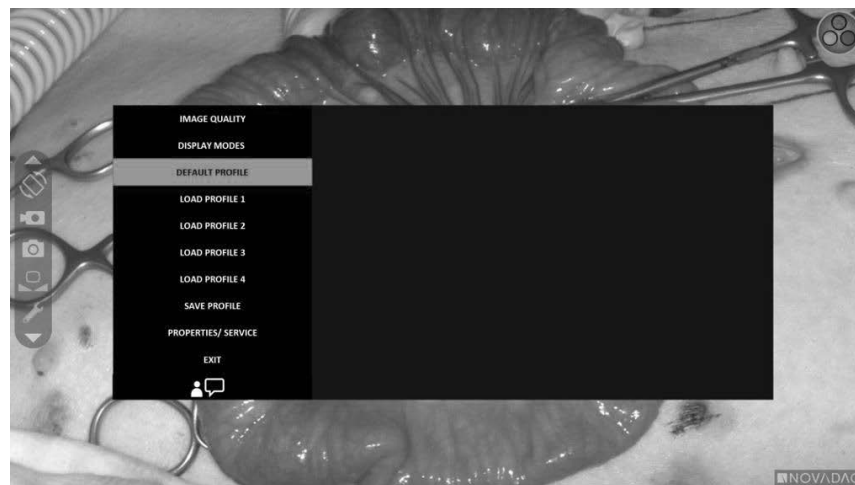 IMAGE QUALITY
DISPLAY MODES
DEFAULT PROFILE
LOAD PROFILE 1
LOAD PROFILE 2
LOAD PROFILE 3
LOAD PROFILE 4
SAVE PROFILE
PROPERTIES/ SERVICE
EXIT
NOVADAQ